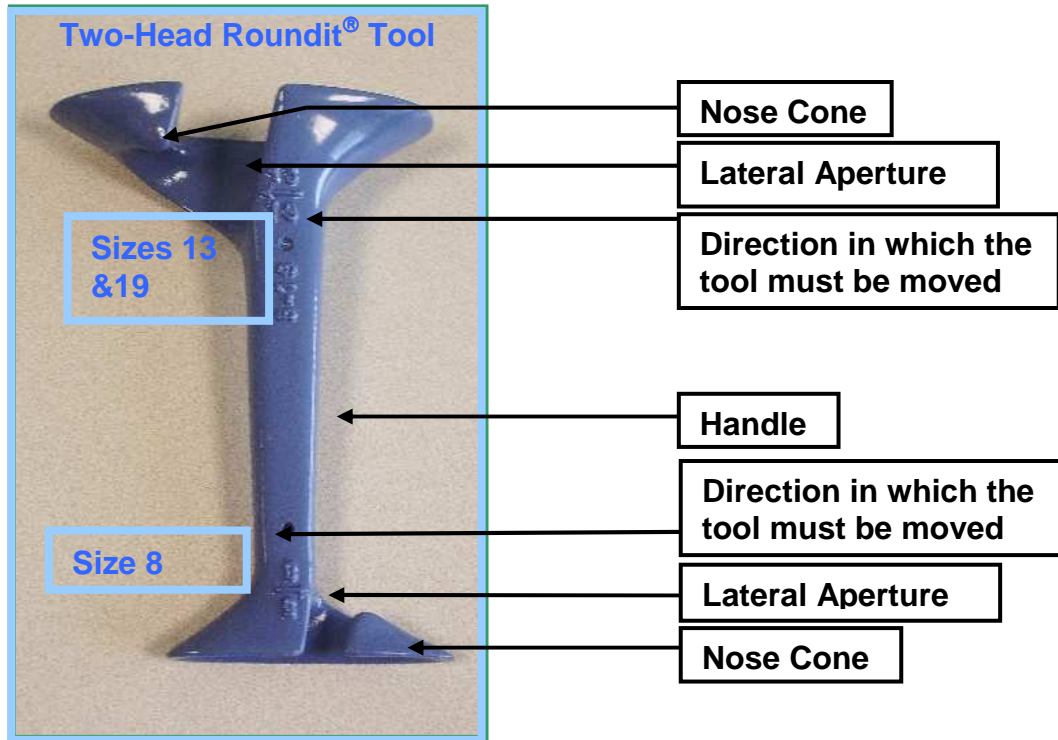 Two-Head Roundit® Tool
Nose Cone
Lateral Aperture
Sizes 13
&19
Direction in which the
tool must be moved
Handle
Direction in which the
tool must be moved
Size 8
Lateral Aperture
Nose Cone